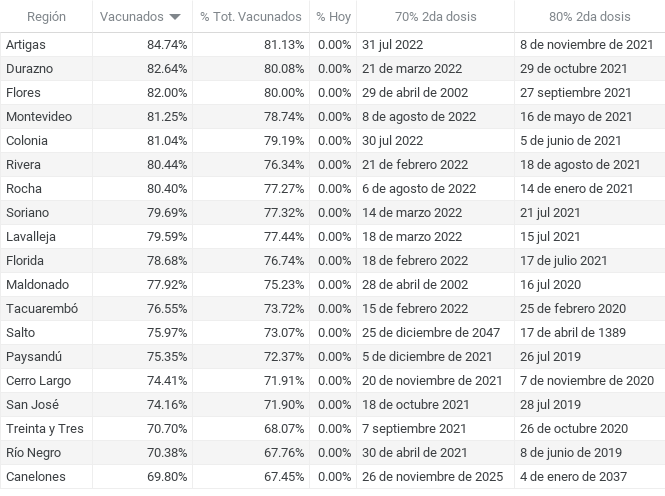 Región Vacunados % Tot. Vacunados % Hoy 70% 2da dosis 80% 2da dosis
Artigas 84.74% 81.13% 0.00% 31 jul 2022 8 de noviembre de 2021
Durazno 82.64% 80.08% 0.00% 21 de marzo 2022 29 de octubre 2021
Flores 82.00% 80.00% 0.00% 29 de abril de 2002 27 septiembre 2021
Montevideo 81.25% 78.74% 0.00% 8 de agosto de 2022 16 de mayo de 2021
Colonia 81.04% 79.19% 0.00% 30 jul 2022 5 de junio de 2021
Rivera 80.44% 76.34% 0.00% 21 de febrero 2022 18 de agosto de 2021
Rocha 80.40% 77.27% 0.00% 6 de agosto de 2022 14 de enero de 2021
Soriano 79.69% 77.32% 0.00% 14 de marzo 2022 21 jul 2021
Lavalleja 79.59% 77.44% 0.00% 18 de marzo 2022 15 jul 2021
Florida 78.68% 76.74% 0.00% 18 de febrero 2022 17 de julio 2021
Maldonado 77.92% 75.23% 0.00% 28 de abril de 2002 16 jul 2020
Tacuarembó 76.55% 73.72% 0.00% 15 de febrero 2022 25 de febrero 2020
Salto 75.97% 73.07% 0.00% 25 de diciembre de 2047 17 de abril de 1389
Paysandú 75.35% 72.37% 0.00% 5 de diciembre de 2021 26 jul 2019
Cerro Largo 74.41% 71.91% 0.00% 20 de noviembre de 2021 7 de noviembre de 2020
San José 74.16% 71.90% 0.00% 18 de octubre 2021 28 jul 2019
Treinta y Tres 70.70% 68.07% 0.00% 7 septiembre 2021 26 de octubre 2020
Río Negro 70.38% 67.76% 0.00% 30 de abril de 2021 8 de junio de 2019
Canelones 69.80% 67.45% 0.00% 26 de noviembre de 2025 4 de enero de 2037